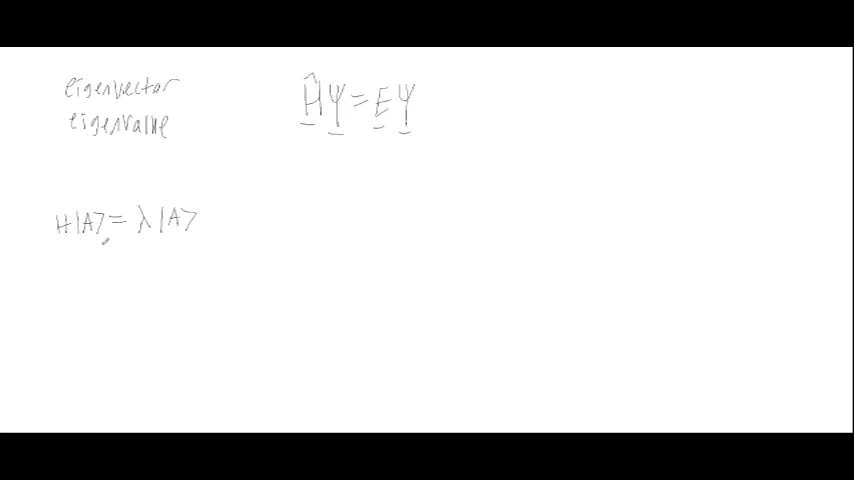 eigenvector
eigenvalue
ĤΨ = EΨ
H|A⟩ = λ|A⟩